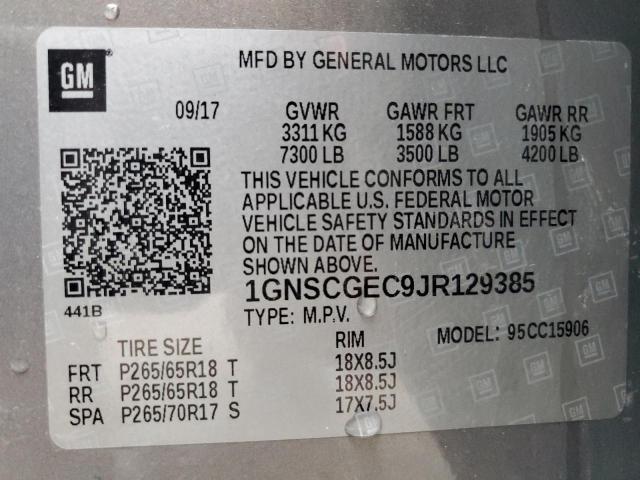 GM
MFD BY GENERAL MOTORS LLC
09/17 GVWR GAWR FRT GAWR RR
3311 KG 1588 KG 1905 KG
7300 LB 3500 LB 4200 LB
THIS VEHICLE CONFORMS TO ALL
APPLICABLE U.S. FEDERAL MOTOR
VEHICLE SAFETY STANDARDS IN EFFECT
ON THE DATE OF MANUFACTURE
SHOWN ABOVE.
441B
1GNSCGEC9JR129385
TYPE: M.P.V. MODEL: 95CC15906
TIRE SIZE RIM
FRT P265/65R18 T 18X8.5J
RR P265/65R18 T 18X8.5J
SPA P265/70R17 S 17X7.5J